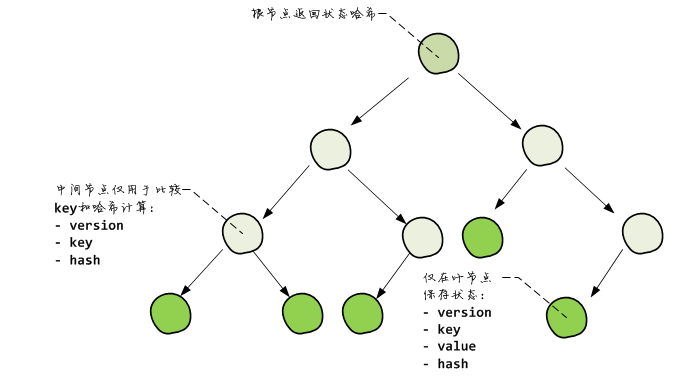 根节点返回状态哈希
中间节点仅用于比较
key和哈希计算：
- version
- key
- hash
仅在叶节点
保存状态：
- version
- key
- value
- hash